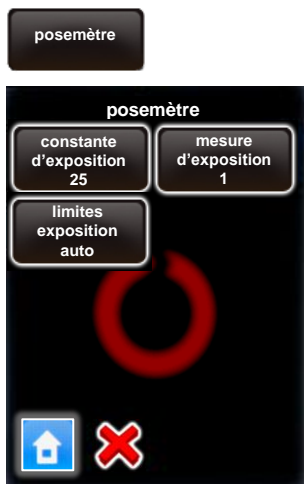 posemètre
posemètre
constante
d'exposition
25
mesure
d'exposition
1
limites
exposition
auto